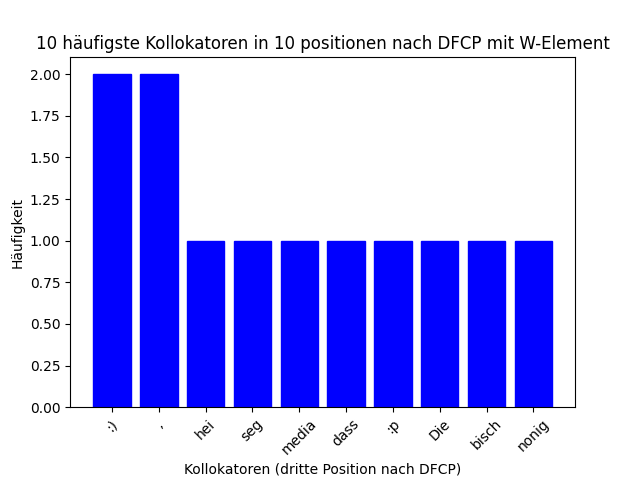 10 häufigste Kollokatoren in 10 positionen nach DFCP mit W-Element
Häufigkeit
2.00
1.75
1.50
1.25
1.00
0.75
0.50
0.25
0.00
:) , hei seg media dass :p Die bisch nonig
Kollokatoren (dritte Position nach DFCP)